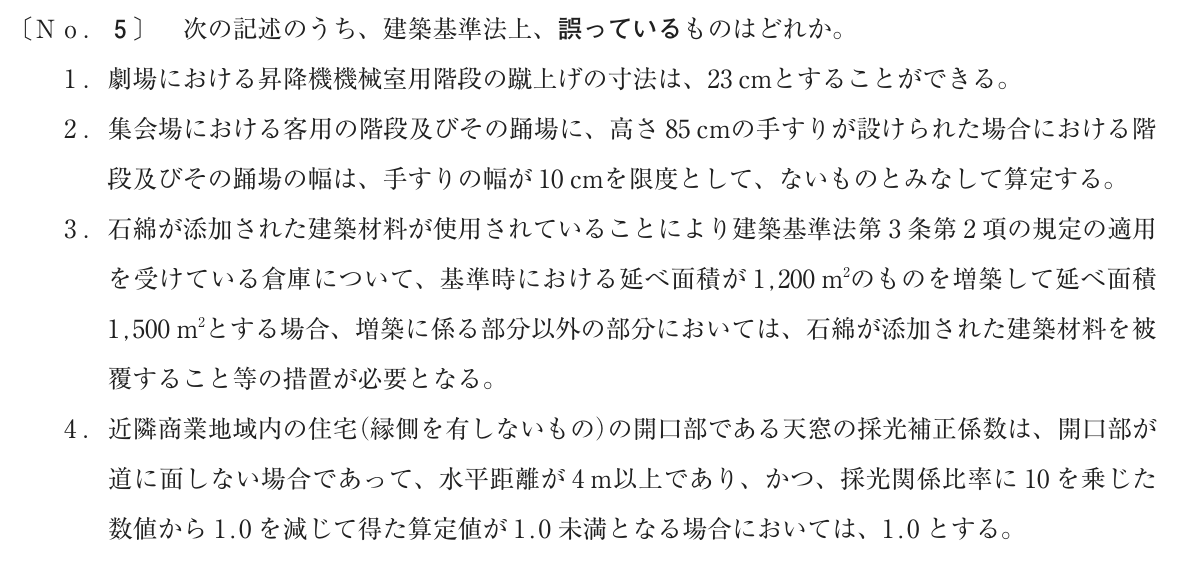 〔No. 5〕 次の記述のうち、建築基準法上、誤っているものはどれか。
1. 劇場における昇降機機械室用階段の蹴上げの寸法は、23 cmとすることができる。
2. 集会場における客用の階段及びその踊場に、高さ 85 cmの手すりが設けられた場合における階
段及びその踊場の幅は、手すりの幅が 10 cmを限度として、ないものとみなして算定する。
3. 石綿が添加された建築材料が使用されていることにより建築基準法第3条第2項の規定の適用
を受けている倉庫について、基準時における延べ面積が 1,200 m²のものを増築して延べ面積
1,500 m²とする場合、増築に係る部分以外の部分においては、石綿が添加された建築材料を被
覆すること等の措置が必要となる。
4. 近隣商業地域内の住宅(縁側を有しないもの)の開口部である天窓の採光補正係数は、開口部が
道に面しない場合であって、水平距離が 4 m以上であり、かつ、採光関係比率に 10 を乗じた
数値から 1.0 を減じて得た算定値が 1.0 未満となる場合においては、1.0 とする。